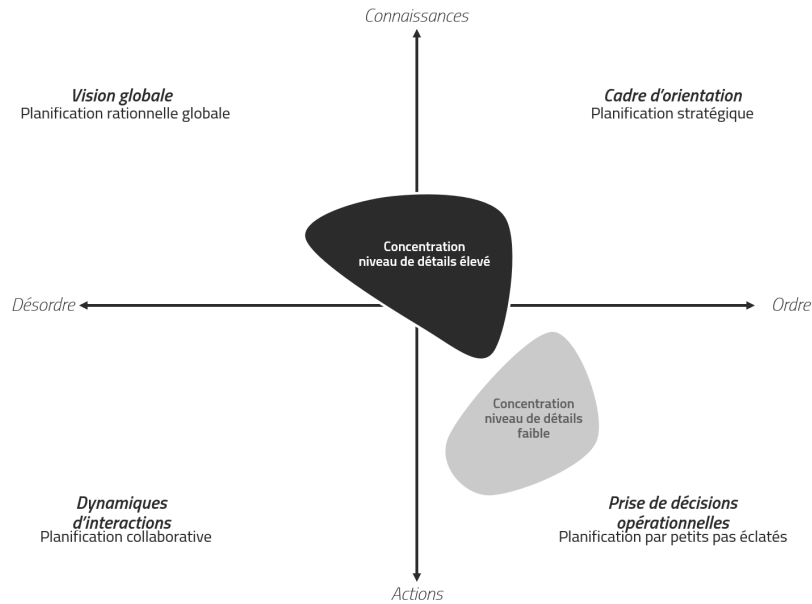 Connaissances
Vision globale
Planification rationnelle globale
Cadre d'orientation
Planification stratégique
Concentration
niveau de détails élevé
Désordre
Ordre
Concentration
niveau de détails
faible
Dynamiques
d'interactions
Planification collaborative
Prise de décisions
opérationnelles
Planification par petits pas éclatés
Actions